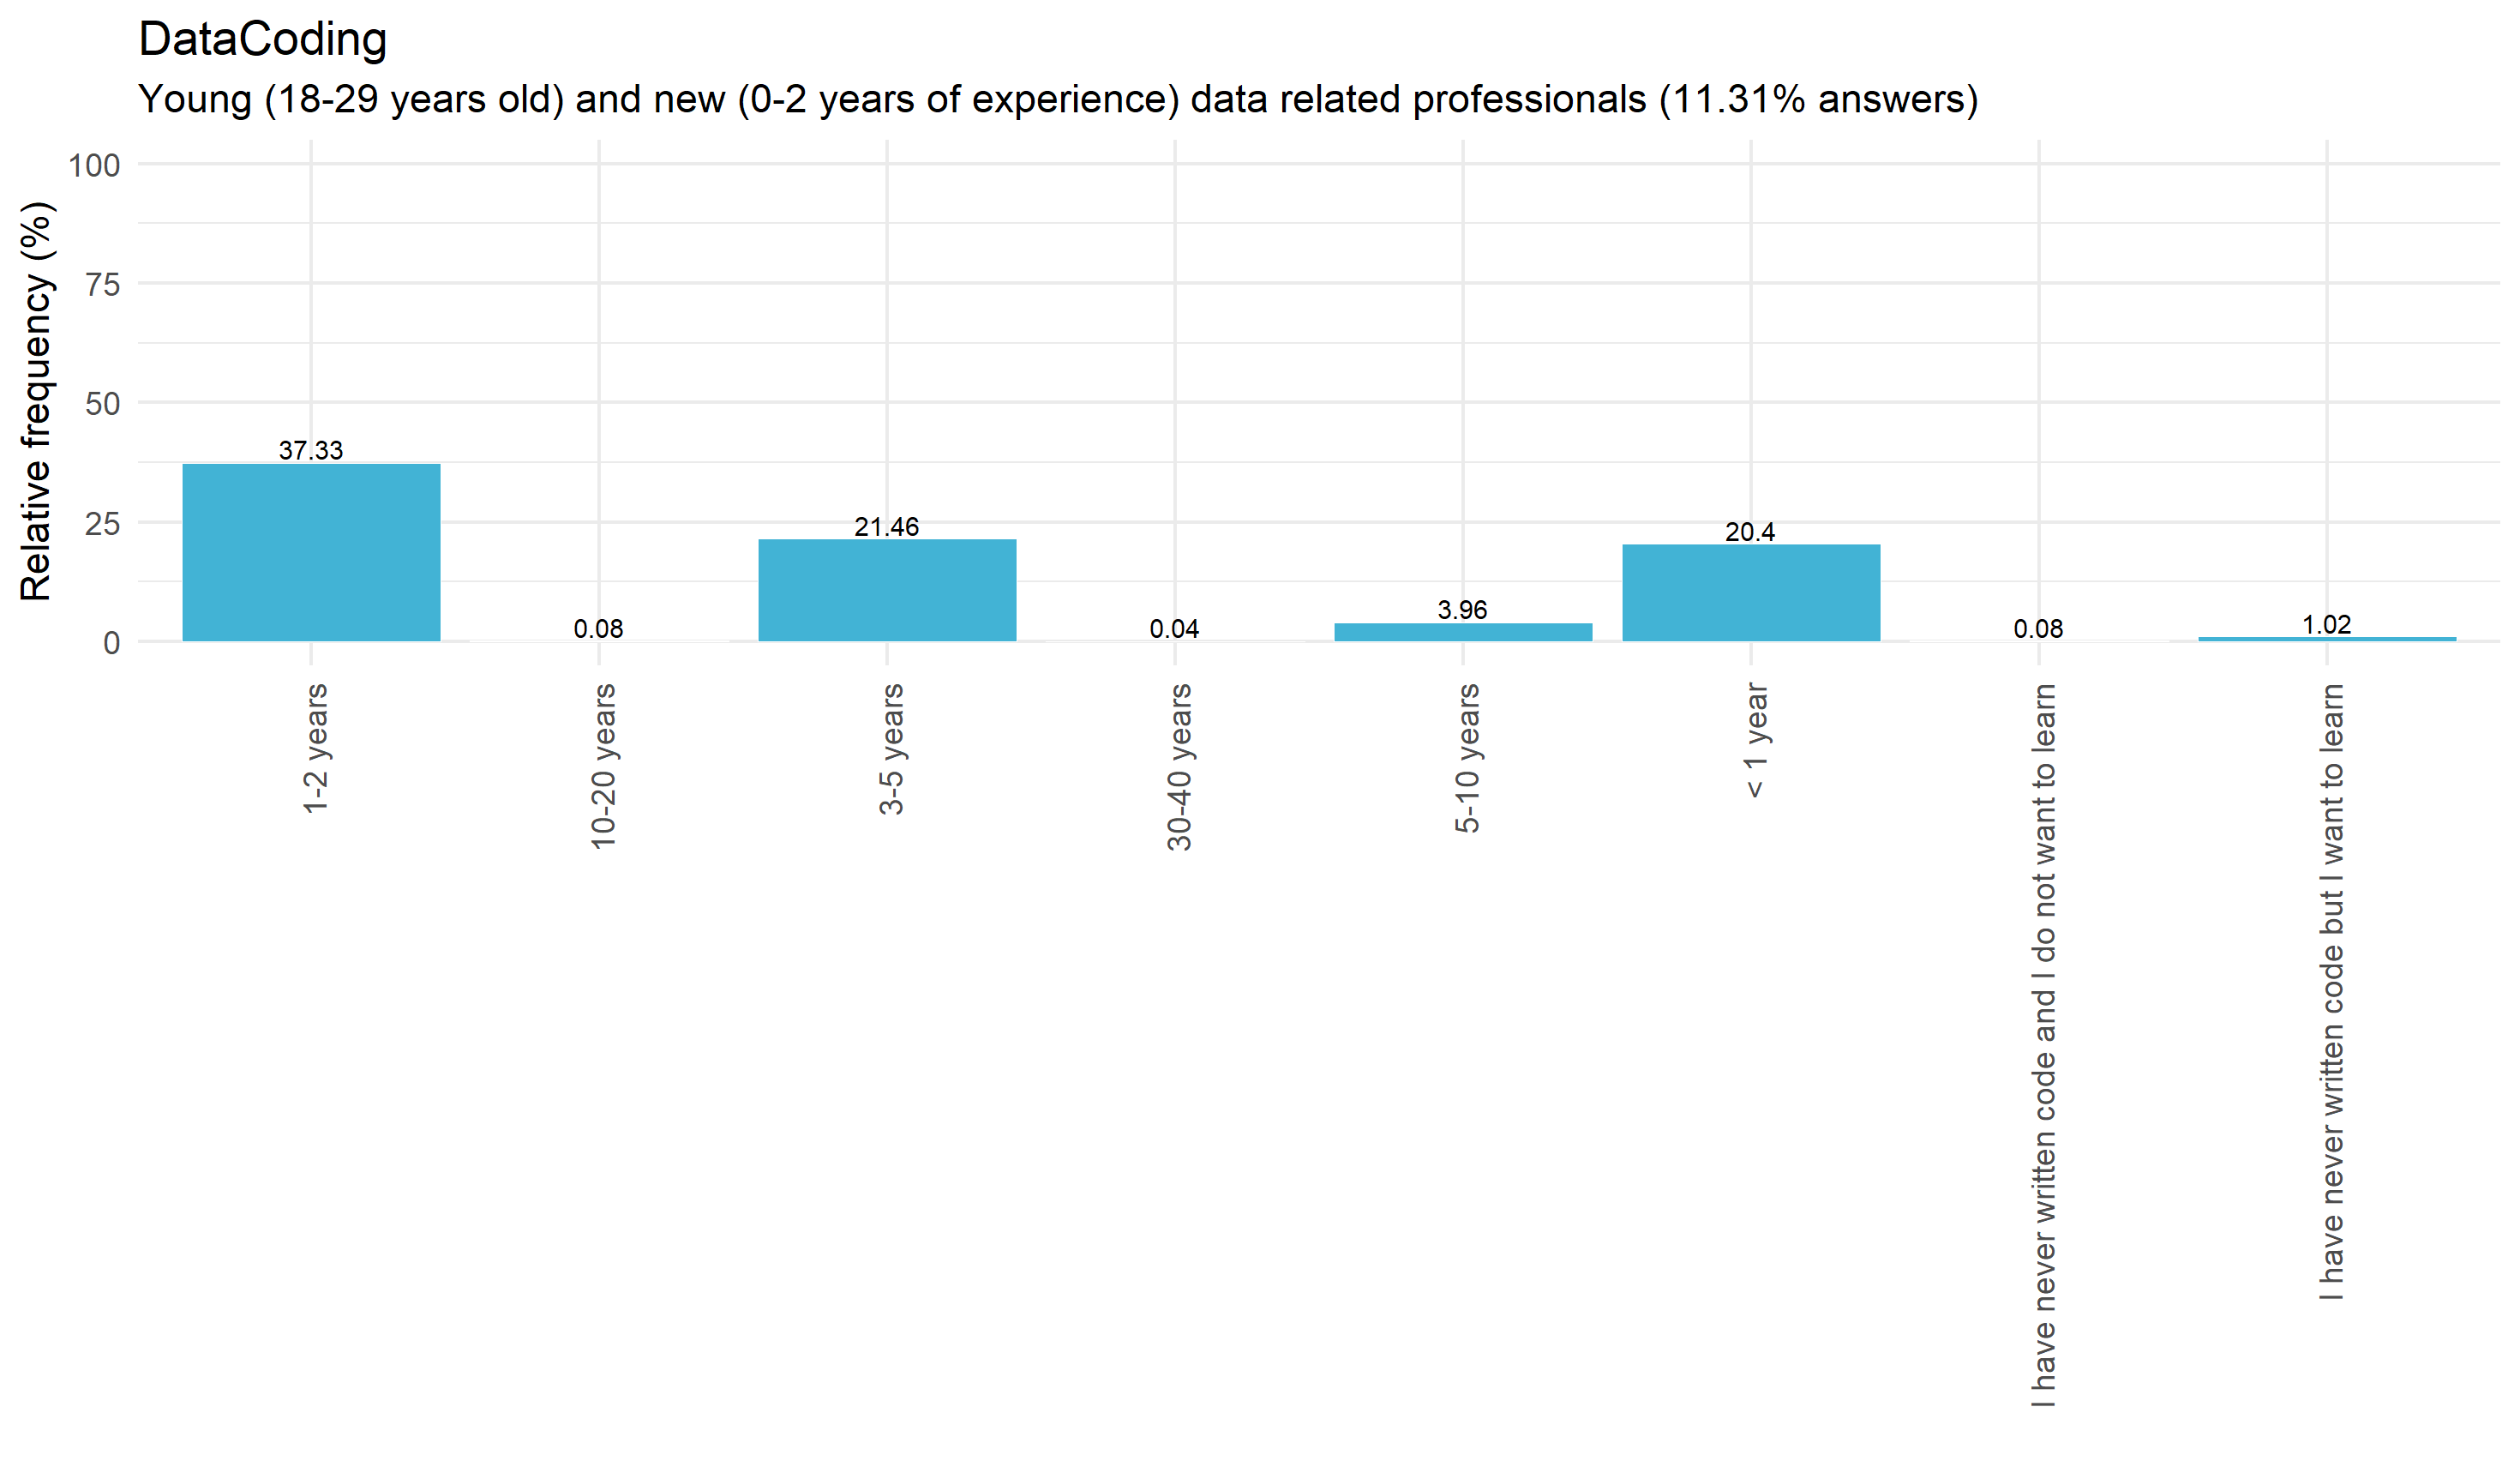 DataCoding
Young (18-29 years old) and new (0-2 years of experience) data related professionals (11.31% answers)
Relative frequency (%)
100
75
50
25
0
37.33
0.08
21.46
0.04
3.96
20.4
0.08
1.02
1-2 years
10-20 years
3-5 years
30-40 years
5-10 years
< 1 year
I have never written code and I do not want to learn
I have never written code but I want to learn